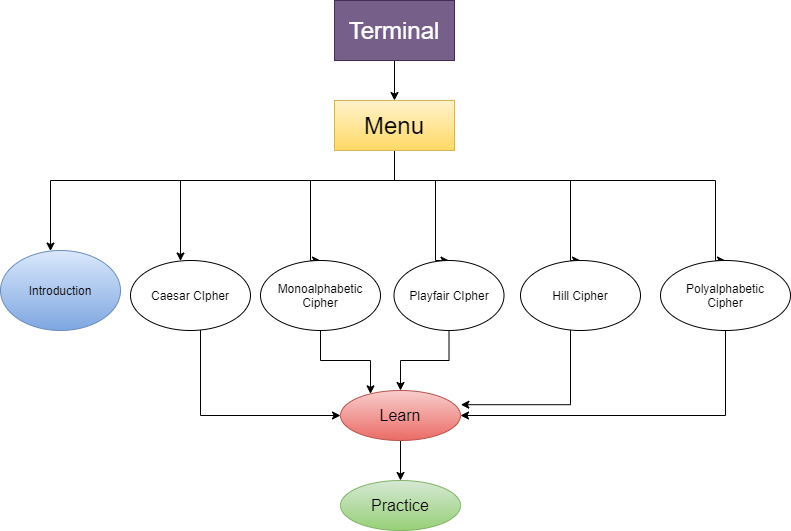 Terminal
Menu
Introduction
Caesar CIpher
Monoalphabetic
Cipher
Playfair CIpher
Hill Cipher
Polyalphabetic
Cipher
Learn
Practice